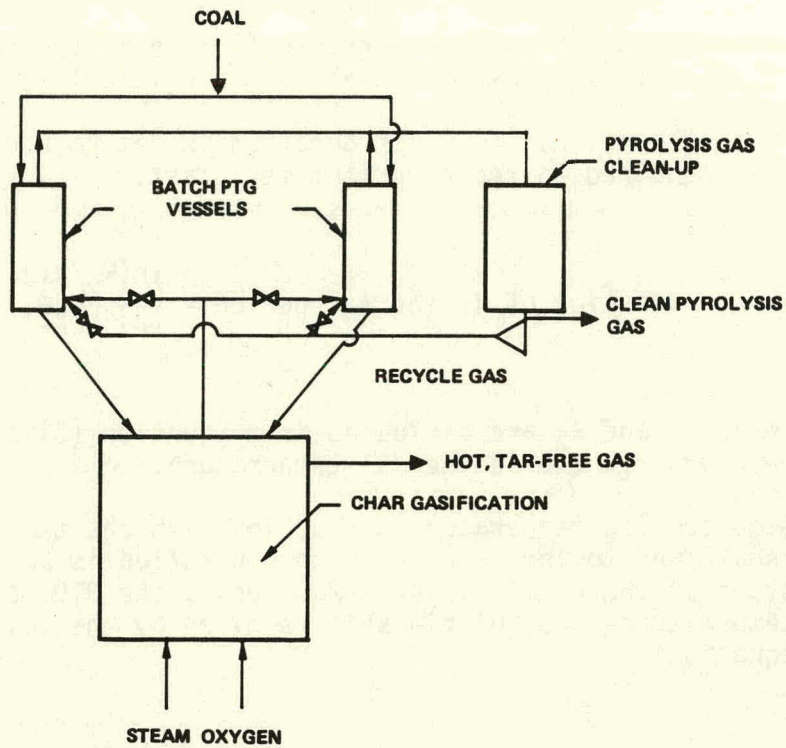 COAL
PYROLYSIS GAS
CLEAN-UP
BATCH PTG
VESSELS
CLEAN PYROLYSIS
GAS
RECYCLE GAS
HOT, TAR-FREE GAS
CHAR GASIFICATION
STEAM OXYGEN